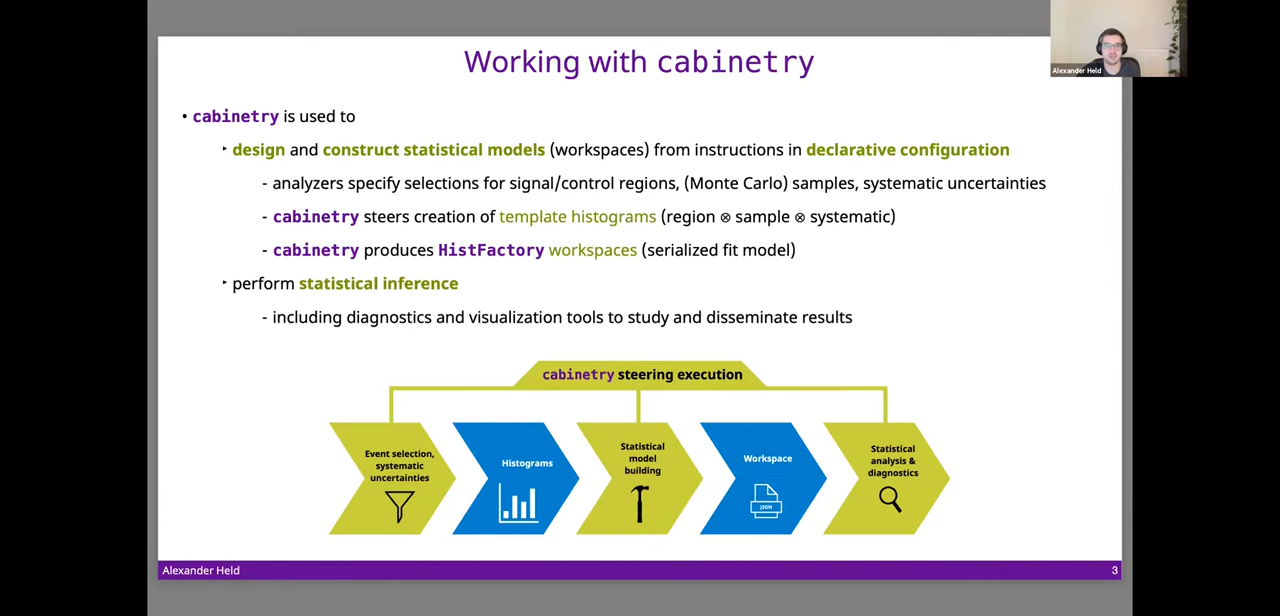 Working with cabinetry
Alexander Held
• cabinetry is used to
‣ design and construct statistical models (workspaces) from instructions in declarative configuration
- analyzers specify selections for signal/control regions, (Monte Carlo) samples, systematic uncertainties
- cabinetry steers creation of template histograms (region ⊗ sample ⊗ systematic)
- cabinetry produces HistFactory workspaces (serialized fit model)
‣ perform statistical inference
- including diagnostics and visualization tools to study and disseminate results
cabinetry steering execution
Event selection,
systematic
uncertainties
Histograms
Statistical
model
building
Workspace
JSON
Statistical
analysis &
diagnostics
Alexander Held
3